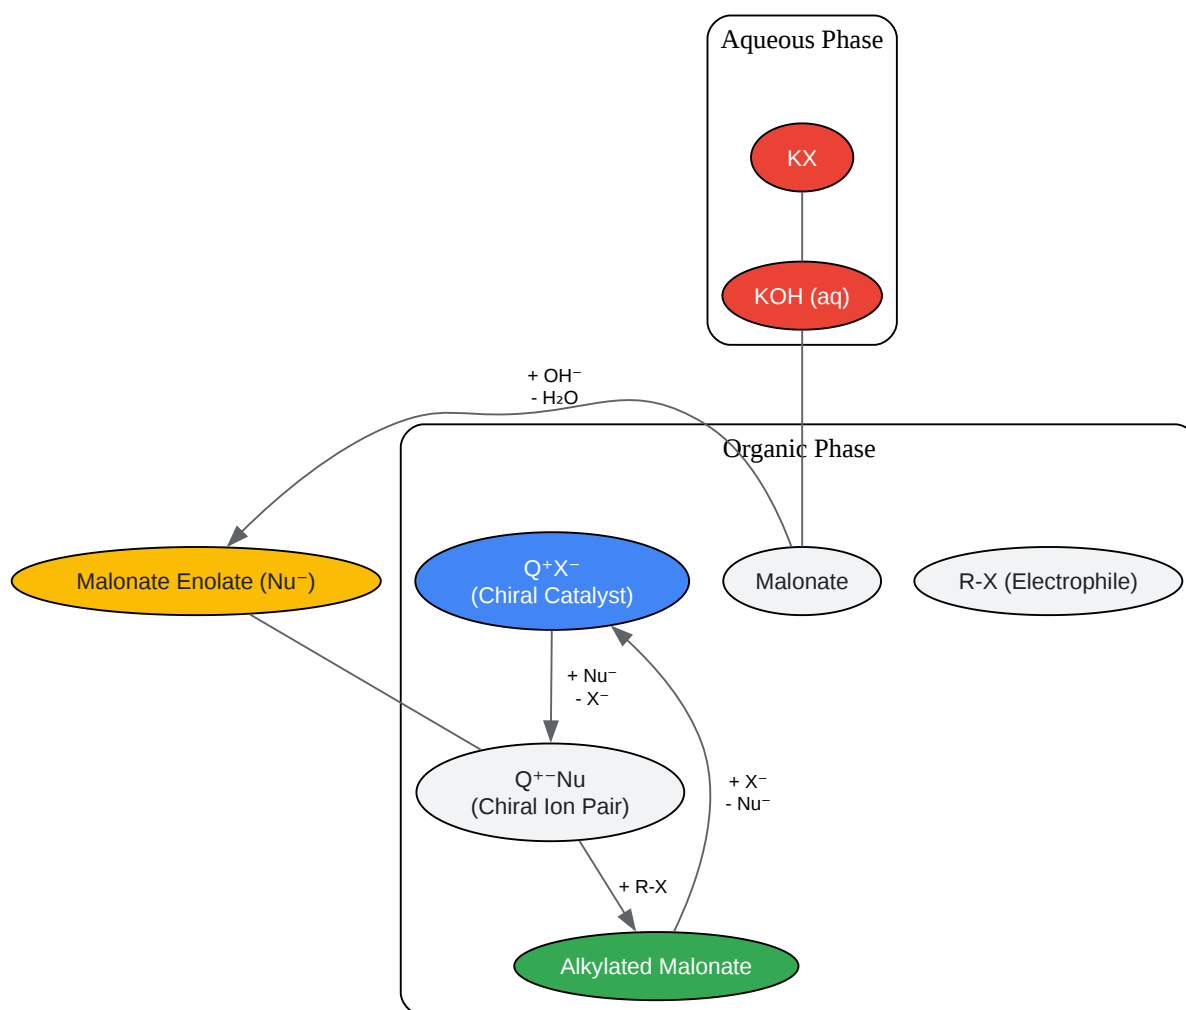 Aqueous Phase
KX
KOH (aq)
+ OH⁻
- H₂O
Organic Phase
Malonate Enolate (Nu⁻)
Q⁺X⁻
(Chiral Catalyst)
Malonate
R-X (Electrophile)
+ Nu⁻
- X⁻
Q⁺⁻Nu
(Chiral Ion Pair)
+ X⁻
- Nu⁻
+ R-X
Alkylated Malonate